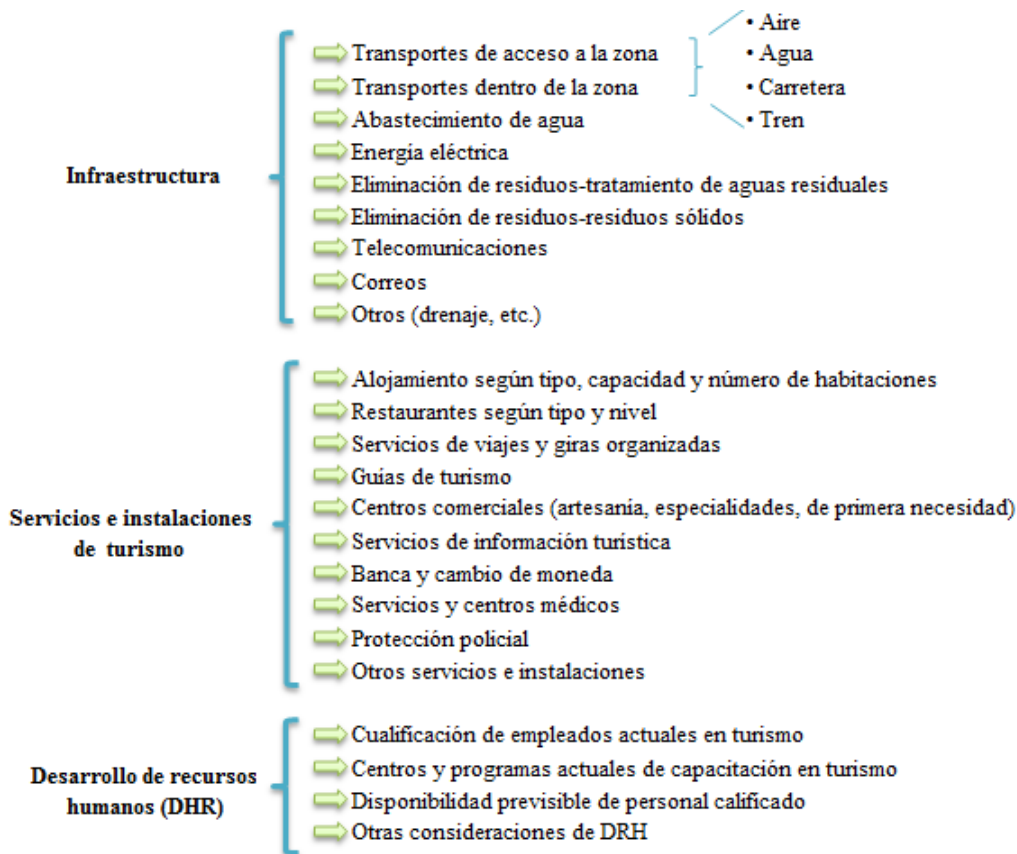 • Aire
Transportes de acceso a la zona
• Agua
Transportes dentro de la zona
• Carretera
Abastecimiento de agua
• Tren
Energía eléctrica
Infraestructura
Eliminación de residuos-tratamiento de aguas residuales
Eliminación de residuos-residuos sólidos
Telecomunicaciones
Correos
Otros (drenaje, etc.)
Alojamiento según tipo, capacidad y número de habitaciones
Restaurantes según tipo y nivel
Servicios de viajes y giras organizadas
Guías de turismo
Centros comerciales (artesanía, especialidades, de primera necesidad)
Servicios e instalaciones
de turismo
Servicios de información turística
Banca y cambio de moneda
Servicios y centros médicos
Protección policial
Otros servicios e instalaciones
Cualificación de empleados actuales en turismo
Desarrollo de recursos
humanos (DHR)
Centros y programas actuales de capacitación en turismo
Disponibilidad previsible de personal calificado
Otras consideraciones de DRH